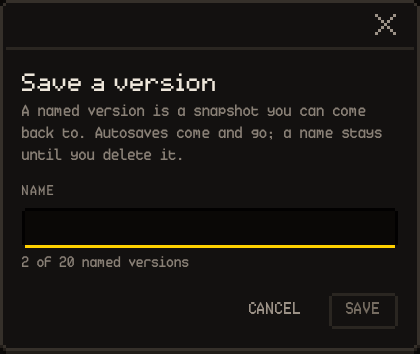 Save a version
A named version is a snapshot you can come
back to. Autosaves come and go; a name stays
until you delete it.
NAME
2 of 20 named versions
CANCEL SAVE